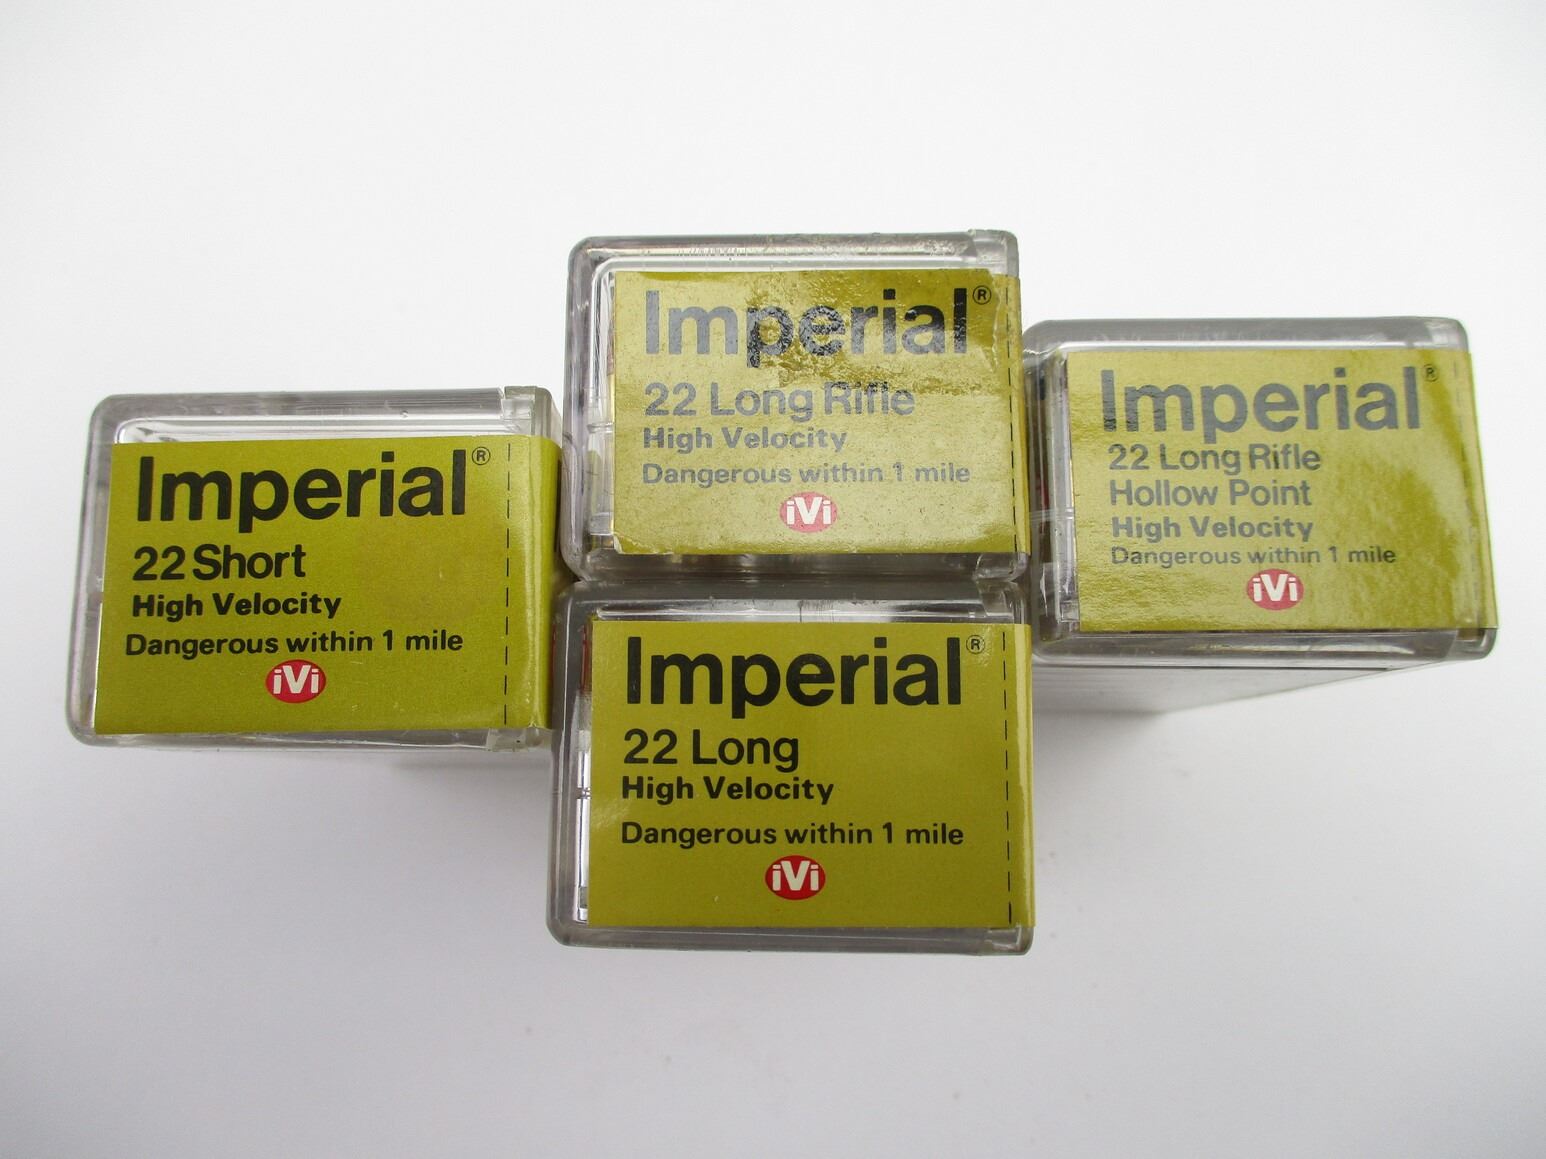 Imperial®
22 Short
High Velocity
Dangerous within 1 mile
iVi
Imperial®
22 Long Rifle
High Velocity
Dangerous within 1 mile
iVi
Imperial®
22 Long
High Velocity
Dangerous within 1 mile
iVi
Imperial®
22 Long Rifle
Hollow Point
High Velocity
Dangerous within 1 mile
iVi